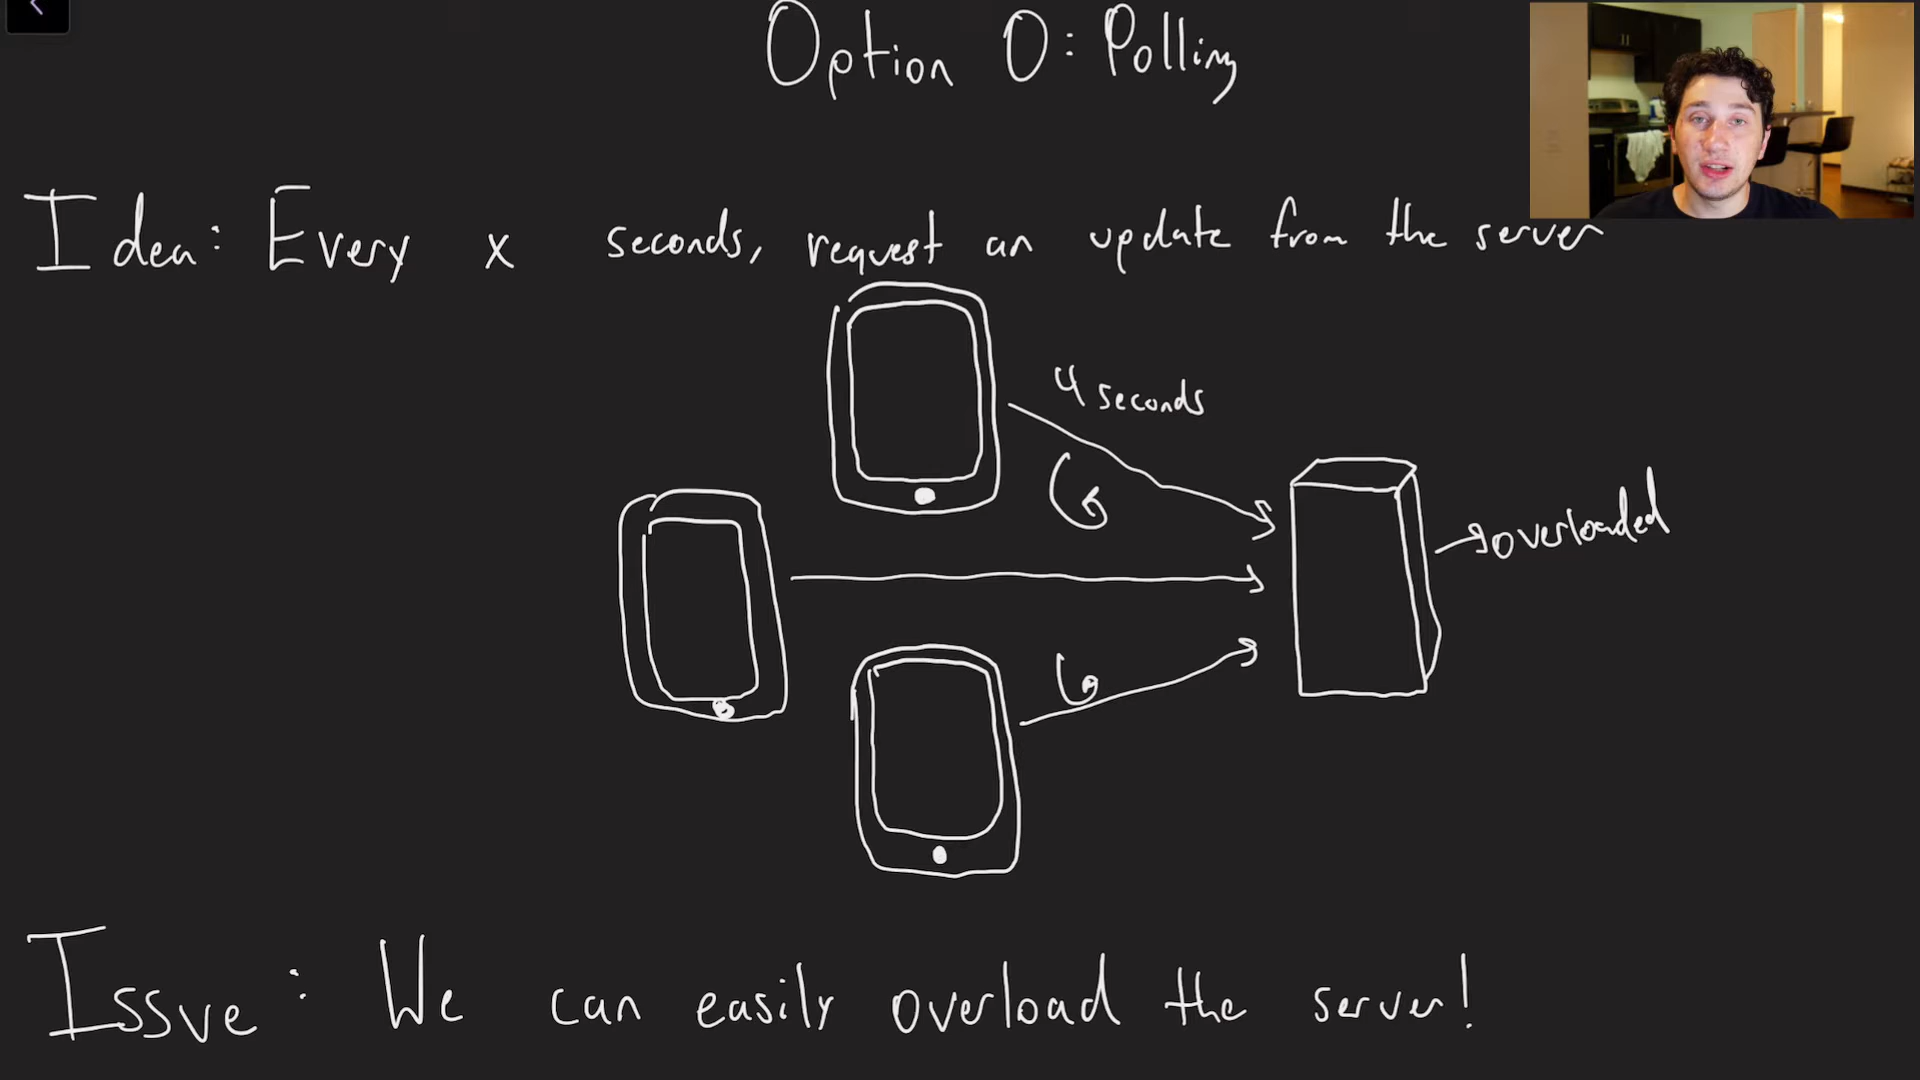 Option 0: Polling
Idea: Every x seconds, request an update from the server
4 seconds
overloaded
Issue: We can easily overload the server!